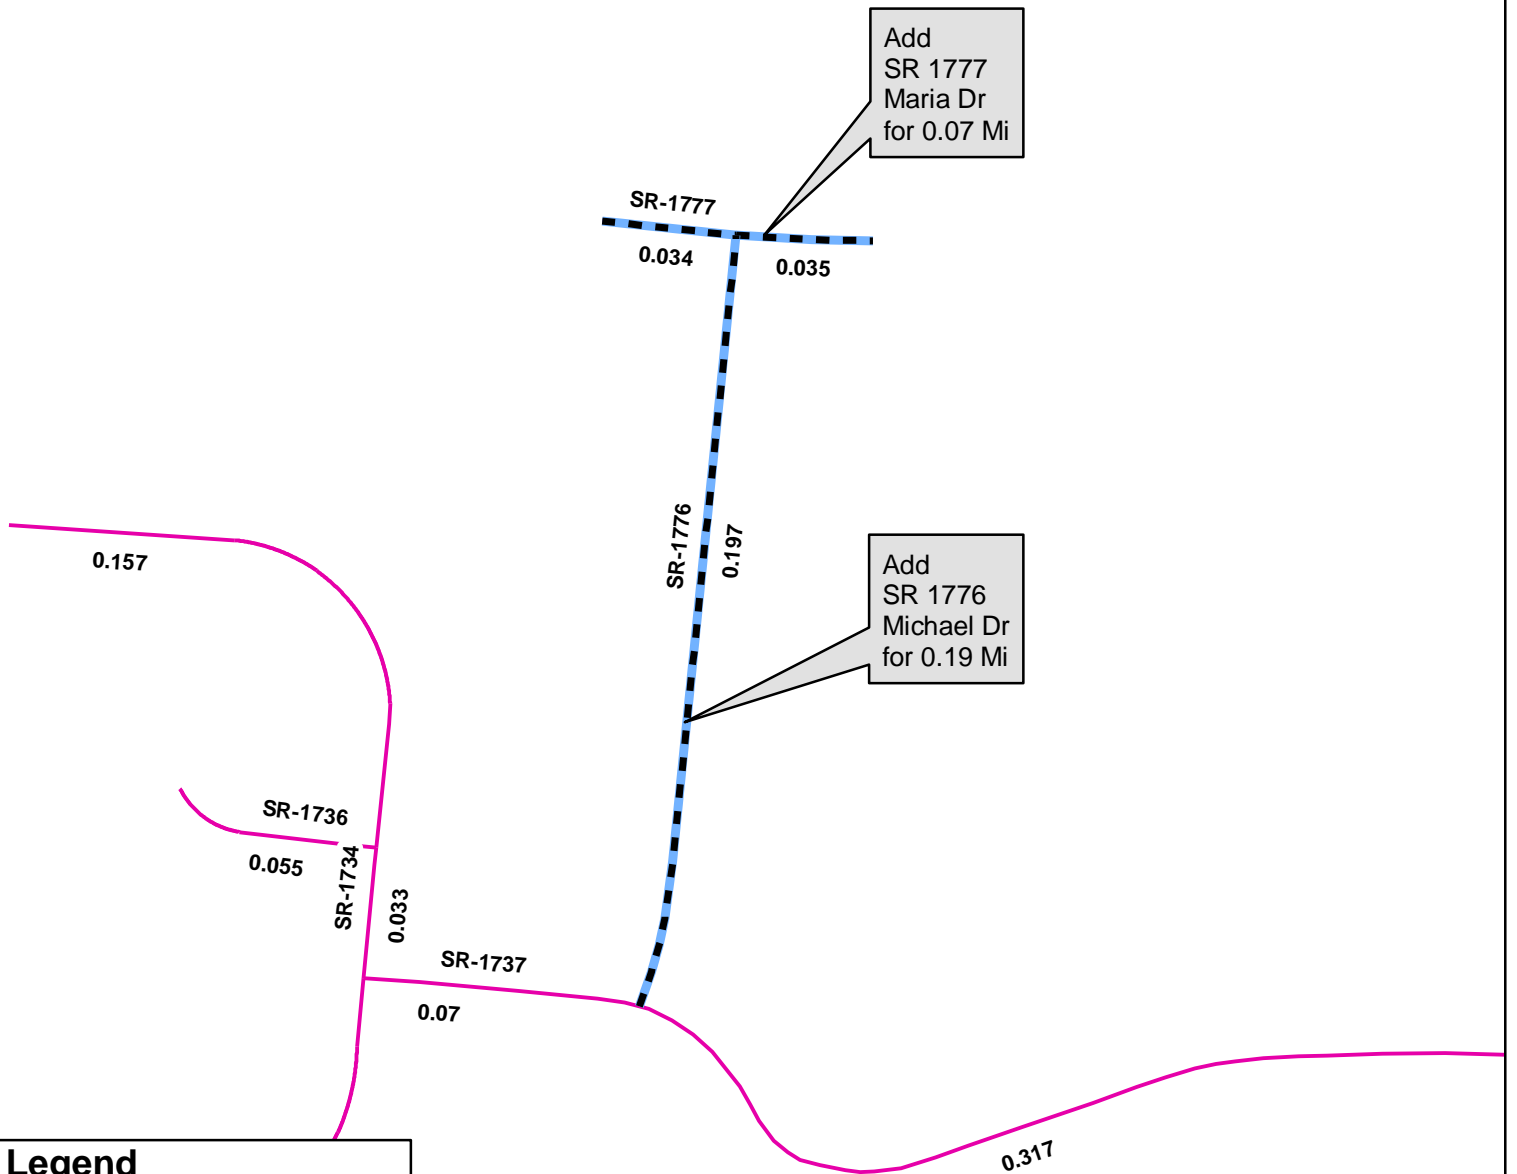 Add
SR 1777
Maria Dr
for 0.07 Mi
SR-1777
0.034
0.035
SR-1776
0.197
Add
SR 1776
Michael Dr
for 0.19 Mi
0.157
SR-1736
0.055
SR-1734
0.033
SR-1737
0.07
0.317
Legend